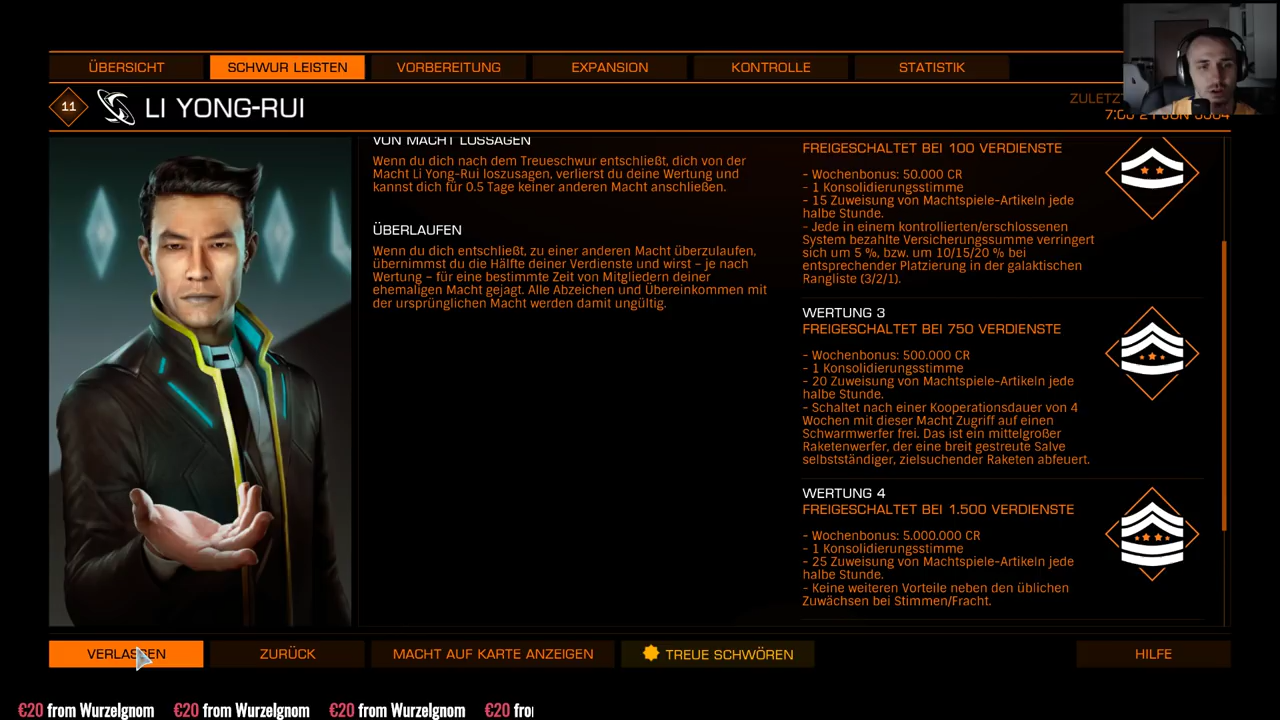 ÜBERSICHT
SCHWUR LEISTEN
VORBEREITUNG
EXPANSION
KONTROLLE
STATISTIK
11
LI YONG-RUI
ZULETZT
VON MACHT LOSSAGEN
Wenn du dich nach dem Treueschwur entschließt, dich von der
Macht Li Yong-Rui loszusagen, verlierst du deine Wertung und
kannst dich für 0.5 Tage keiner anderen Macht anschließen.
ÜBERLAUFEN
Wenn du dich entschließt, zu einer anderen Macht überzulaufen,
übernimmst du die Hälfte deiner Verdienste und wirst – je nach
Wertung – für eine bestimmte Zeit von Mitgliedern deiner
ehemaligen Macht gejagt. Alle Abzeichen und Übereinkommen mit
der ursprünglichen Macht werden damit ungültig.
FREIGESCHALTET BEI 100 VERDIENSTE
- Wochenbonus: 50.000 CR
- 1 Konsolidierungsstimme
- 15 Zuweisung von Machtspiele-Artikeln jede
halbe Stunde.
- Jede in einem kontrollierten/erschlossenen
System bezahlte Versicherungssumme verringert
sich um 5 %, bzw. um 10/15/20 % bei
entsprechender Platzierung in der galaktischen
Rangliste (3/2/1).
WERTUNG 3
FREIGESCHALTET BEI 750 VERDIENSTE
- Wochenbonus: 500.000 CR
- 1 Konsolidierungsstimme
- 20 Zuweisung von Machtspiele-Artikeln jede
halbe Stunde.
- Schaltet nach einer Kooperationsdauer von 4
Wochen mit dieser Macht Zugriff auf einen
Schwarmwerfer frei. Das ist ein mittelgroßer
Raketenwerfer, der eine breit gestreute Salve
selbstständiger, zielsuchender Raketen abfeuert.
WERTUNG 4
FREIGESCHALTET BEI 1.500 VERDIENSTE
- Wochenbonus: 5.000.000 CR
- 1 Konsolidierungsstimme
- 25 Zuweisung von Machtspiele-Artikeln jede
halbe Stunde.
- Keine weiteren Vorteile neben den üblichen
Zuwächsen bei Stimmen/Fracht.
VERLASSEN
ZURÜCK
MACHT AUF KARTE ANZEIGEN
TREUE SCHWÖREN
HILFE
€20 from Wurzelgnom €20 from Wurzelgnom €20 from Wurzelgnom €20 fro